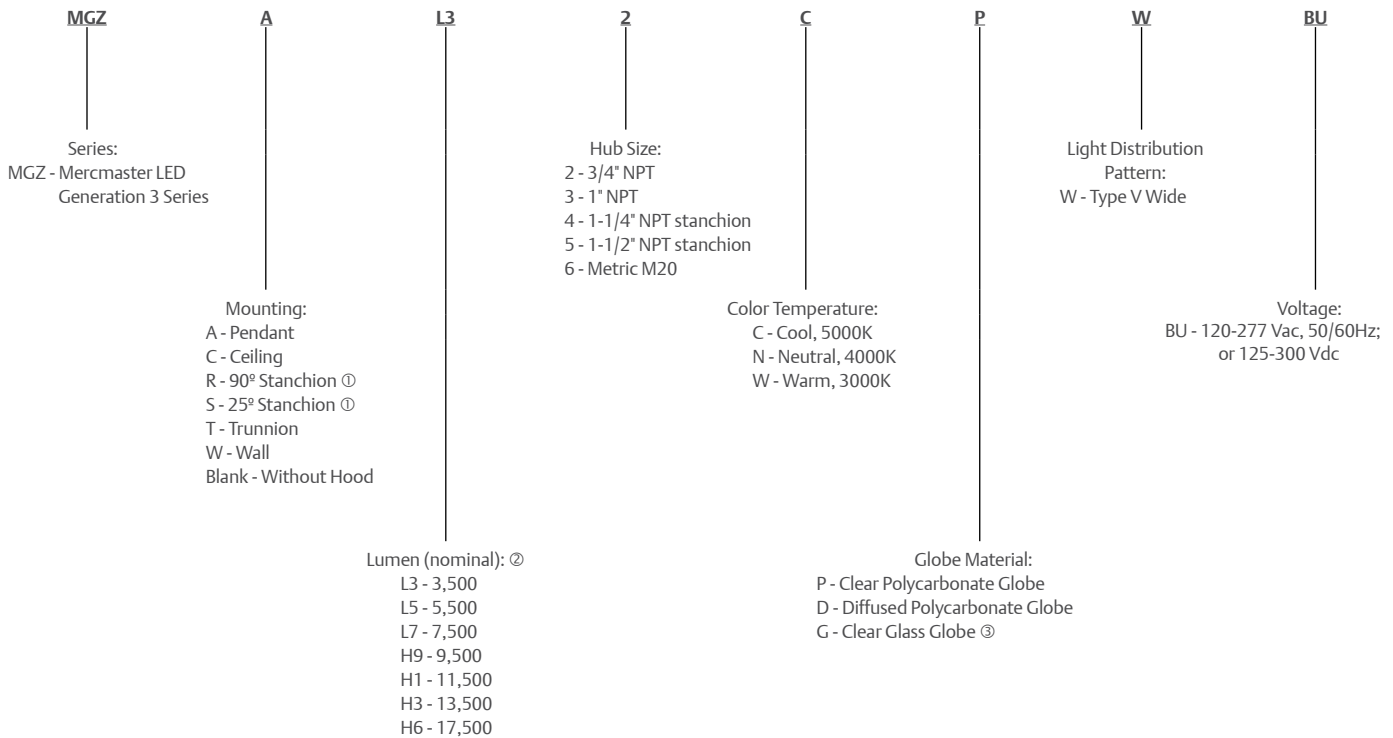 MGZ A L3 2 C P W BU
Series:
MGZ - Mercmaster LED
Generation 3 Series
Hub Size:
2 - 3/4" NPT
3 - 1" NPT
4 - 1-1/4" NPT stanchion
5 - 1-1/2" NPT stanchion
6 - Metric M20
Light Distribution
Pattern:
W - Type V Wide
Mounting:
A - Pendant
C - Ceiling
R - 90º Stanchion ①
S - 25º Stanchion ①
T - Trunnion
W - Wall
Blank - Without Hood
Color Temperature:
C - Cool, 5000K
N - Neutral, 4000K
W - Warm, 3000K
Voltage:
BU - 120-277 Vac, 50/60Hz;
or 125-300 Vdc
Lumen (nominal): ②
L3 - 3,500
L5 - 5,500
L7 - 7,500
H9 - 9,500
H1 - 11,500
H3 - 13,500
H6 - 17,500
Globe Material:
P - Clear Polycarbonate Globe
D - Diffused Polycarbonate Globe
G - Clear Glass Globe ③